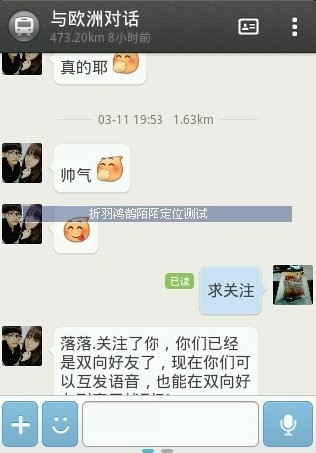 与欧洲对话
473.20km 8小时前
真的耶
03-11 19:53 1.63km
帅气
折羽鸿鹄陌陌定位测试
已读
求关注
落落.关注了你，你们已经
是双向好友了，现在你们可
以互发语音，也能在双向好